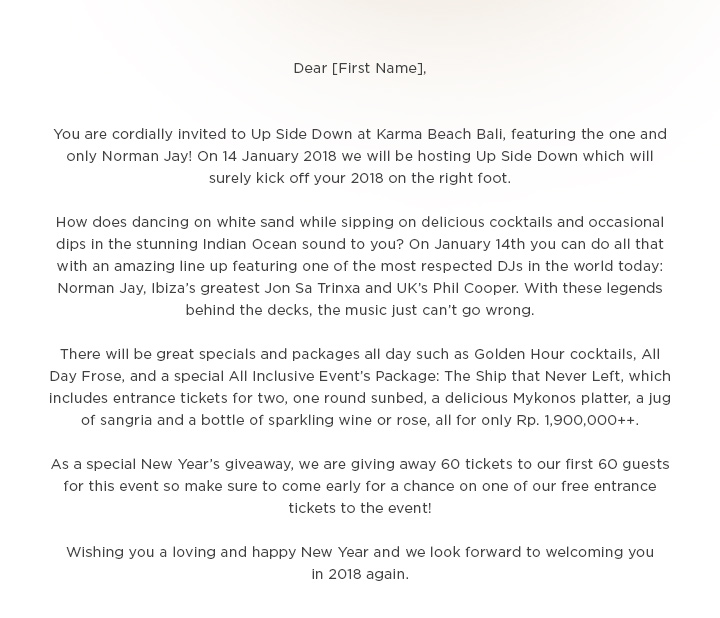 Dear [First Name],
You are cordially invited to Up Side Down at Karma Beach Bali, featuring the one and
only Norman Jay! On 14 January 2018 we will be hosting Up Side Down which will
surely kick off your 2018 on the right foot.
How does dancing on white sand while sipping on delicious cocktails and occasional
dips in the stunning Indian Ocean sound to you? On January 14th you can do all that
with an amazing line up featuring one of the most respected DJs in the world today:
Norman Jay, Ibiza’s greatest Jon Sa Trinxa and UK’s Phil Cooper. With these legends
behind the decks, the music just can’t go wrong.
There will be great specials and packages all day such as Golden Hour cocktails, All
Day Frose, and a special All Inclusive Event’s Package: The Ship that Never Left, which
includes entrance tickets for two, one round sunbed, a delicious Mykonos platter, a jug
of sangria and a bottle of sparkling wine or rose, all for only Rp. 1,900,000++.
As a special New Year’s giveaway, we are giving away 60 tickets to our first 60 guests
for this event so make sure to come early for a chance on one of our free entrance
tickets to the event!
Wishing you a loving and happy New Year and we look forward to welcoming you
in 2018 again.